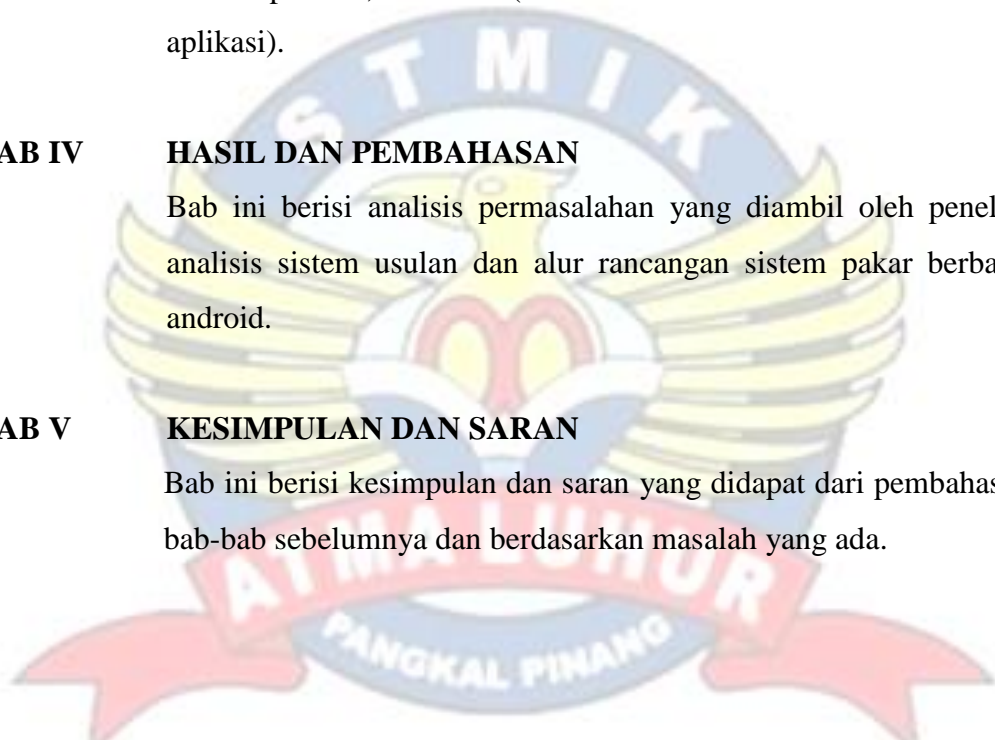 aplikasi).
AB IV HASIL DAN PEMBAHASAN
Bab ini berisi analisis permasalahan yang diambil oleh penel
analisis sistem usulan dan alur rancangan sistem pakar berba
android.
AB V KESIMPULAN DAN SARAN
Bab ini berisi kesimpulan dan saran yang didapat dari pembahas
bab-bab sebelumnya dan berdasarkan masalah yang ada.
STMIK
ATMA LUHUR
PANGKAL PINANG